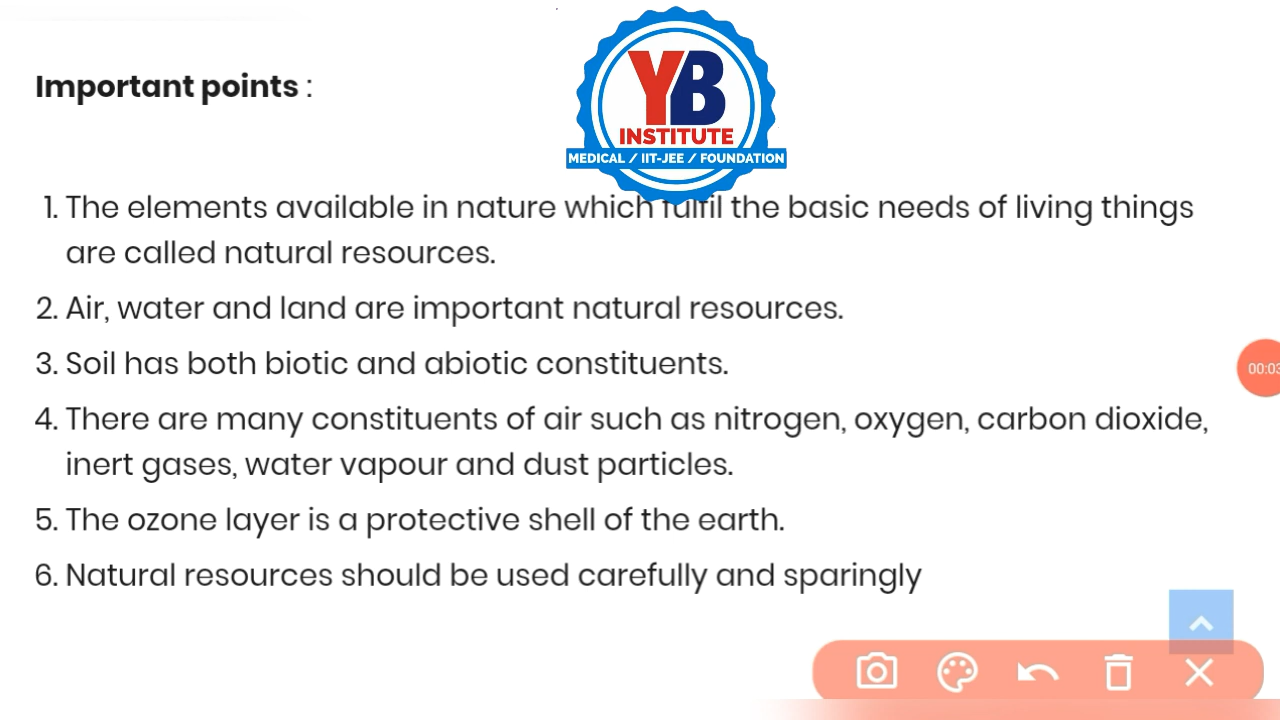 YB
INSTITUTE
MEDICAL / IIT-JEE / FOUNDATION
Important points :
1. The elements available in nature which fulfil the basic needs of living things
are called natural resources.
2. Air, water and land are important natural resources.
3. Soil has both biotic and abiotic constituents.
00:03
4. There are many constituents of air such as nitrogen, oxygen, carbon dioxide,
inert gases, water vapour and dust particles.
5. The ozone layer is a protective shell of the earth.
6. Natural resources should be used carefully and sparingly